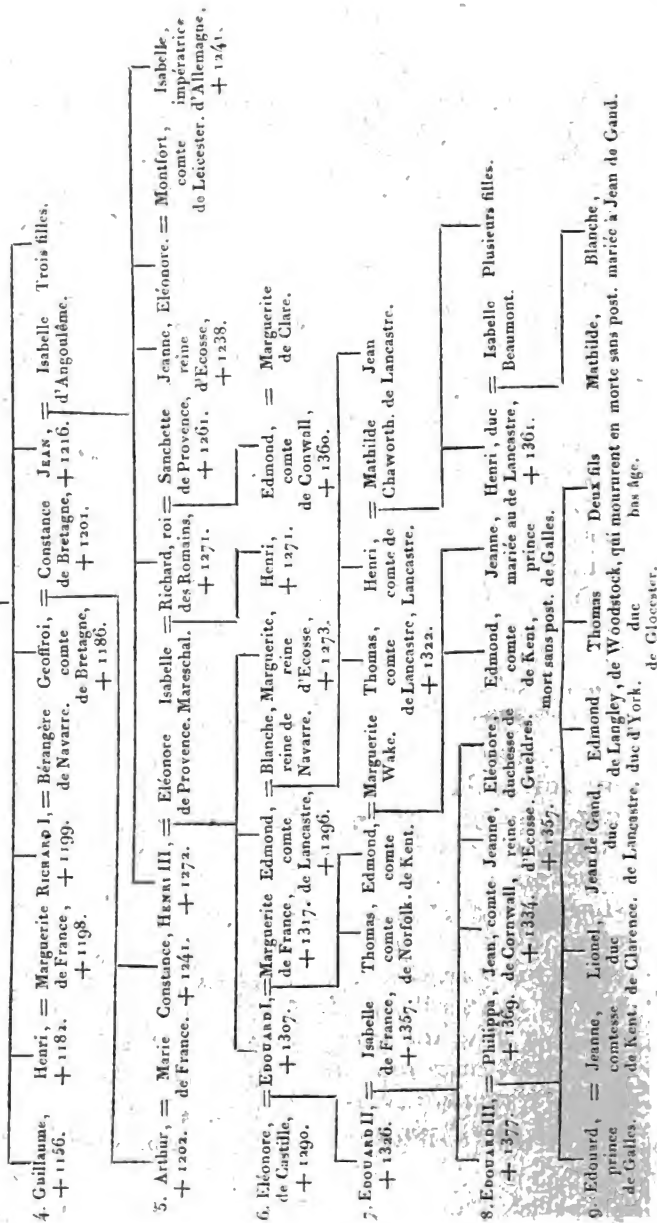 4. Guillaume, Henri, = Marguerite RICHARD I, = Bérangère Geoffroi, = Constance JEAN, = Isabelle Trois filles.
+ 1156. + 1182. de France, + 1199. de Navarre. comte de Bretagne, + 1216. d'Angoulême.
+ 1198. de Bretagne, + 1201.
+ 1186.
5. Arthur, = Marie Constance, HENRI III, = Eléonore Isabelle = Richard, roi = Sanchette Jeanne, Eléonore. = Montfort, Isabelle,
+ 1202. de France. + 1241. + 1272. de Provence. Mareschal. des Romains, de Provence, reine comte impératrice
+ 1271. + 1261. d'Ecosse, de Leicester. d'Allemagne,
+ 1238. + 1241.
6. Eléonore, = EDOUARD I, = Marguerite Edmond, = Blanche, Marguerite, Henri, Edmond, = Marguerite
de Castille, + 1307. de France, comte reine de reine + 1271. comte de Clare.
+ 1290. + 1317. de Lancastre, Navarre. d'Ecosse, de Conwall,
+ 1296. + 1273. + 1360.
7. EDOUARD II, = Isabelle Thomas, Edmond, = Marguerite Thomas, Henri, = Mathilde Jean
+ 1326. de France, comte comte Wake. comte comte de Chaworth. de Lancastre.
+ 1357. de Norfolk. de Kent. de Lancastre, Lancastre.
+ 1322.
8. EDOUARD III, = Philippa, Jean, comte Jeanne, Eléonore, Edmond, Jeanne, Henri, duc = Isabelle Plusieurs filles.
+ 1377. + 1369. de Cornwall, reine duchesse de comte mariée au de Lancastre, Beaumont.
+ 1334. d'Ecosse. Gueldres. de Kent, prince + 1361.
+ 1357. mort sans post. de Galles.
9. Edouard, = Jeanne, Lionel, Jean de Gand, Edmond Thomas Deux fils Mathilde, Blanche,
prince comtesse duc duc de Langley, de Woodstock, qui moururent en morte sans post. mariée à Jean de Gand.
de Galles. de Kent. de Clarence. de Lancastre. duc d'York. duc bas âge.
de Glocester.